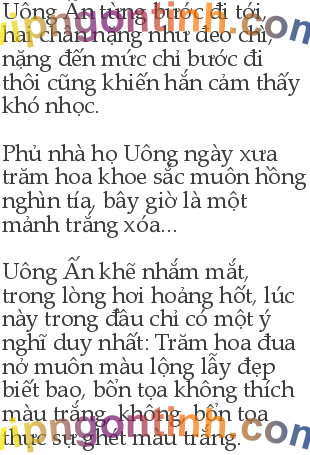 Uông Ấn từng bước đi tới,
hai chân nặng như đeo chì,
nặng đến mức chỉ bước đi
thôi cũng khiến hắn cảm thấy
khó nhọc.
Phủ nhà họ Uông ngày xưa
trăm hoa khoe sắc muôn hồng
nghìn tía, bây giờ là một
mảnh trắng xóa...
Uông Ấn khẽ nhắm mắt,
trong lòng hơi hoảng hốt, lúc
này trong đầu chỉ có một ý
nghĩ duy nhất: Trăm hoa đua
nở muôn màu lộng lẫy đẹp
biết bao, bổn tọa không thích
màu trắng, không, bổn tọa
thực sự ghét màu trắng.
vipngontinh.com
vipngontinh.com